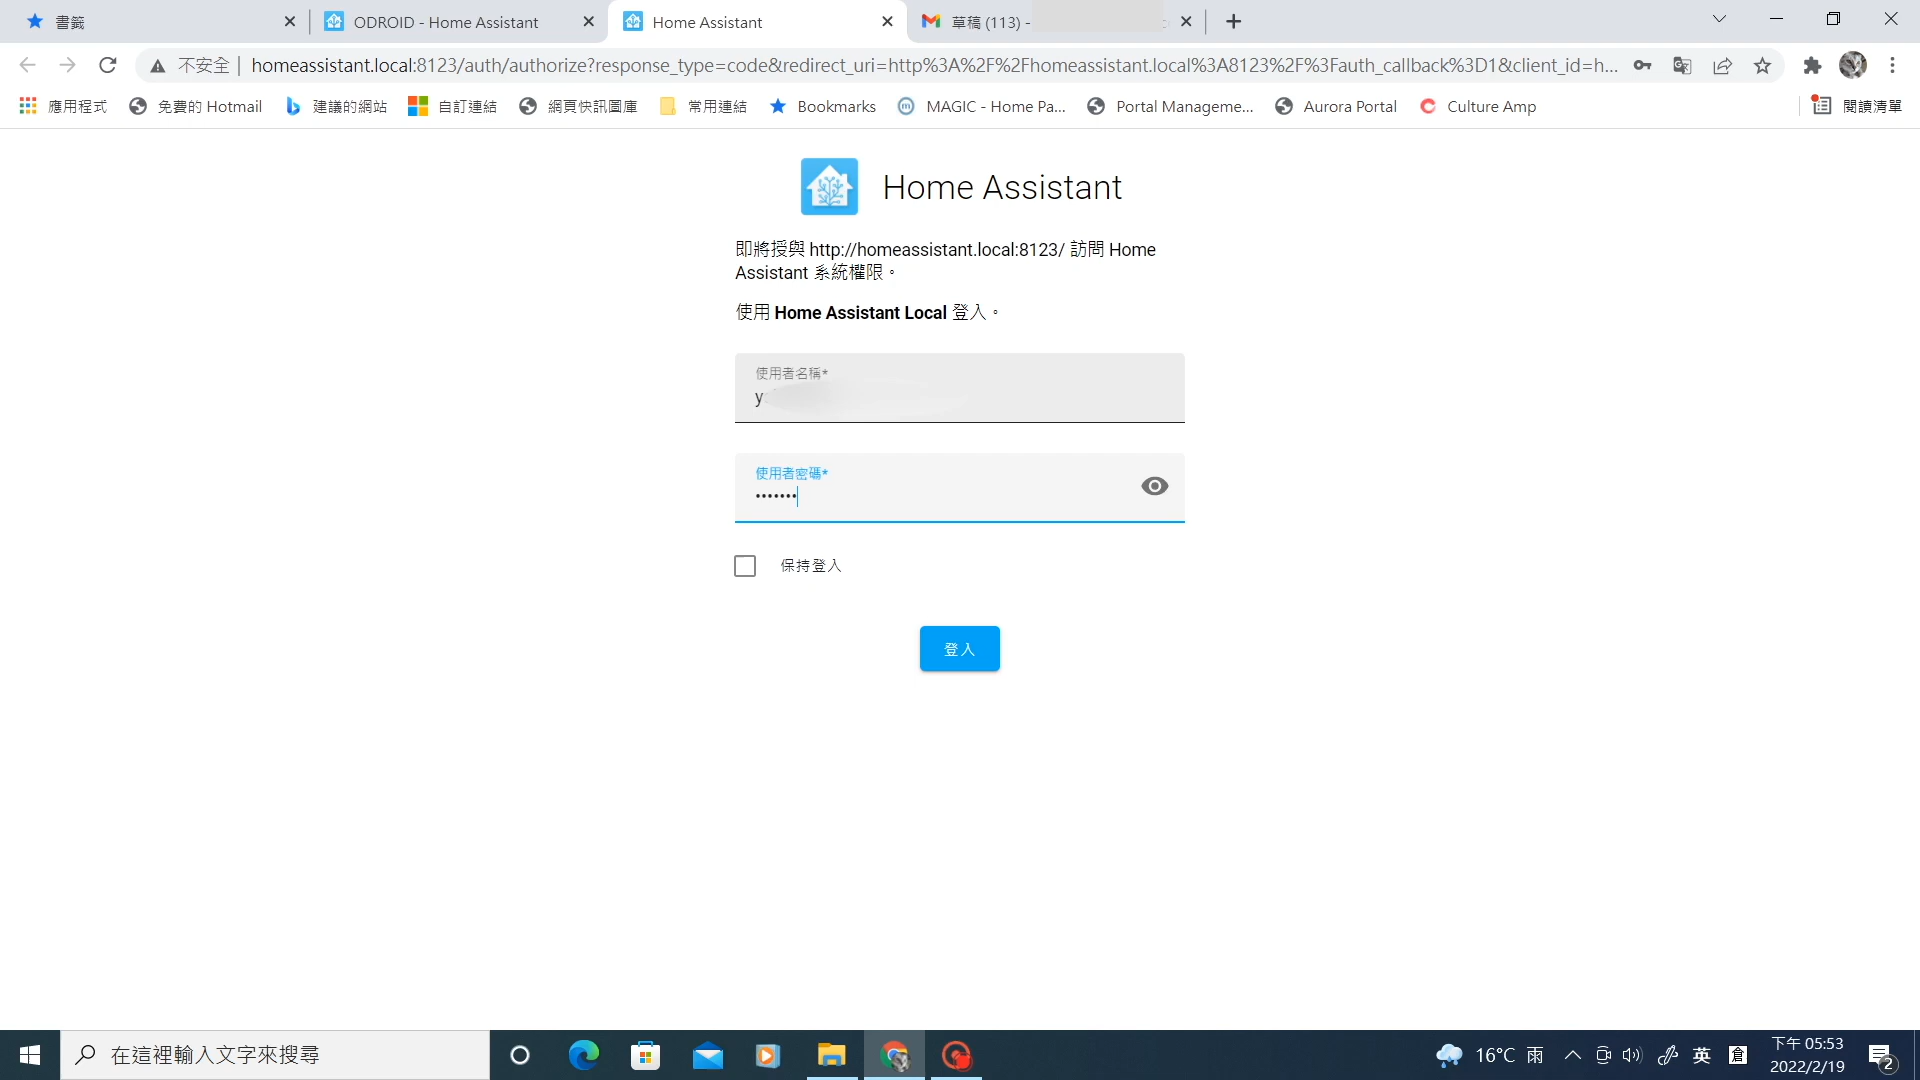 書籤
ODROID - Home Assistant
Home Assistant
草稿 (113) -
不安全
homeassistant.local:8123/auth/authorize?response_type=code&redirect_uri=http%3A%2F%2Fhomeassistant.local%3A8123%2F%3Fauth_callback%3D1&client_id=h...
應用程式
免費的 Hotmail
建議的網站
自訂連結
網頁快訊圖庫
常用連結
Bookmarks
MAGIC - Home Pa...
Portal Manageme...
Aurora Portal
Culture Amp
閱讀清單
Home Assistant
即將授與 http://homeassistant.local:8123/ 訪問 Home
Assistant 系統權限。
使用 Home Assistant Local 登入。
使用者名稱*
y
使用者密碼*
•••••••
保持登入
登入
在這裡輸入文字來搜尋
16°C 雨
英
倉
下午 05:53
2022/2/19
2